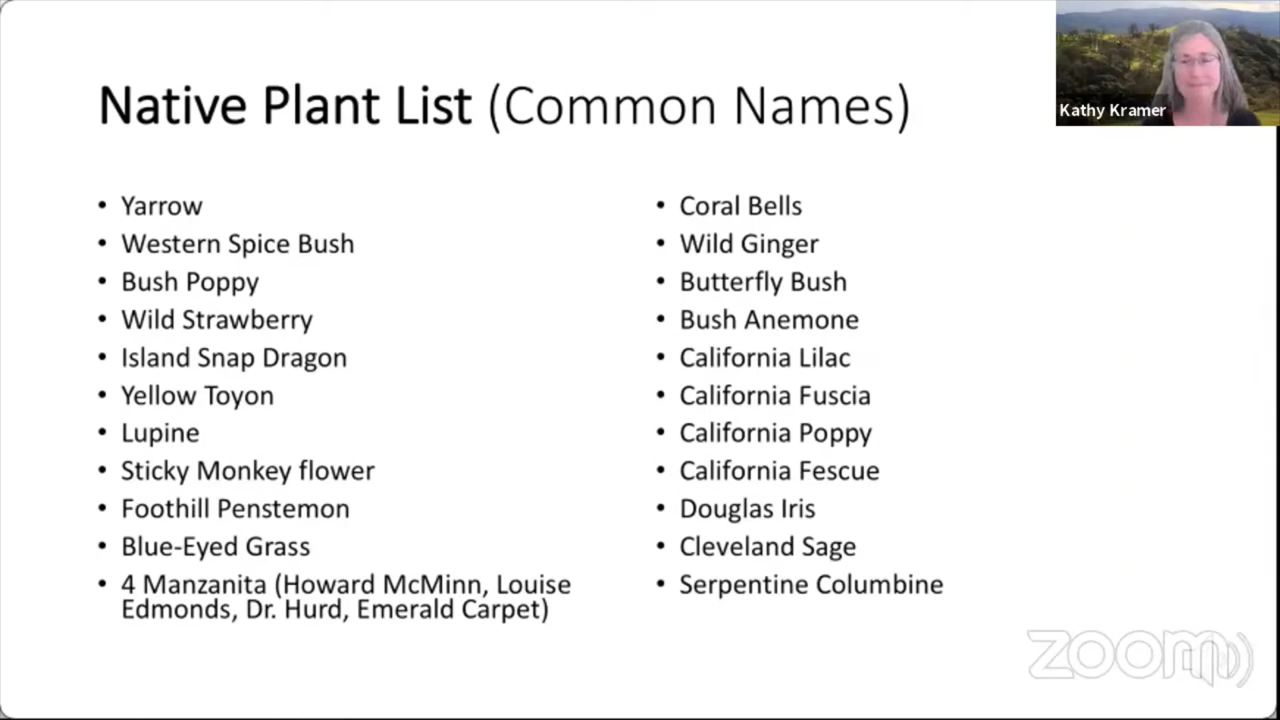 Native Plant List (Common Names)
Kathy Kramer
• Yarrow
• Western Spice Bush
• Bush Poppy
• Wild Strawberry
• Island Snap Dragon
• Yellow Toyon
• Lupine
• Sticky Monkey flower
• Foothill Penstemon
• Blue-Eyed Grass
• 4 Manzanita (Howard McMinn, Louise
Edmonds, Dr. Hurd, Emerald Carpet)
• Coral Bells
• Wild Ginger
• Butterfly Bush
• Bush Anemone
• California Lilac
• California Fuscia
• California Poppy
• California Fescue
• Douglas Iris
• Cleveland Sage
• Serpentine Columbine
zoom